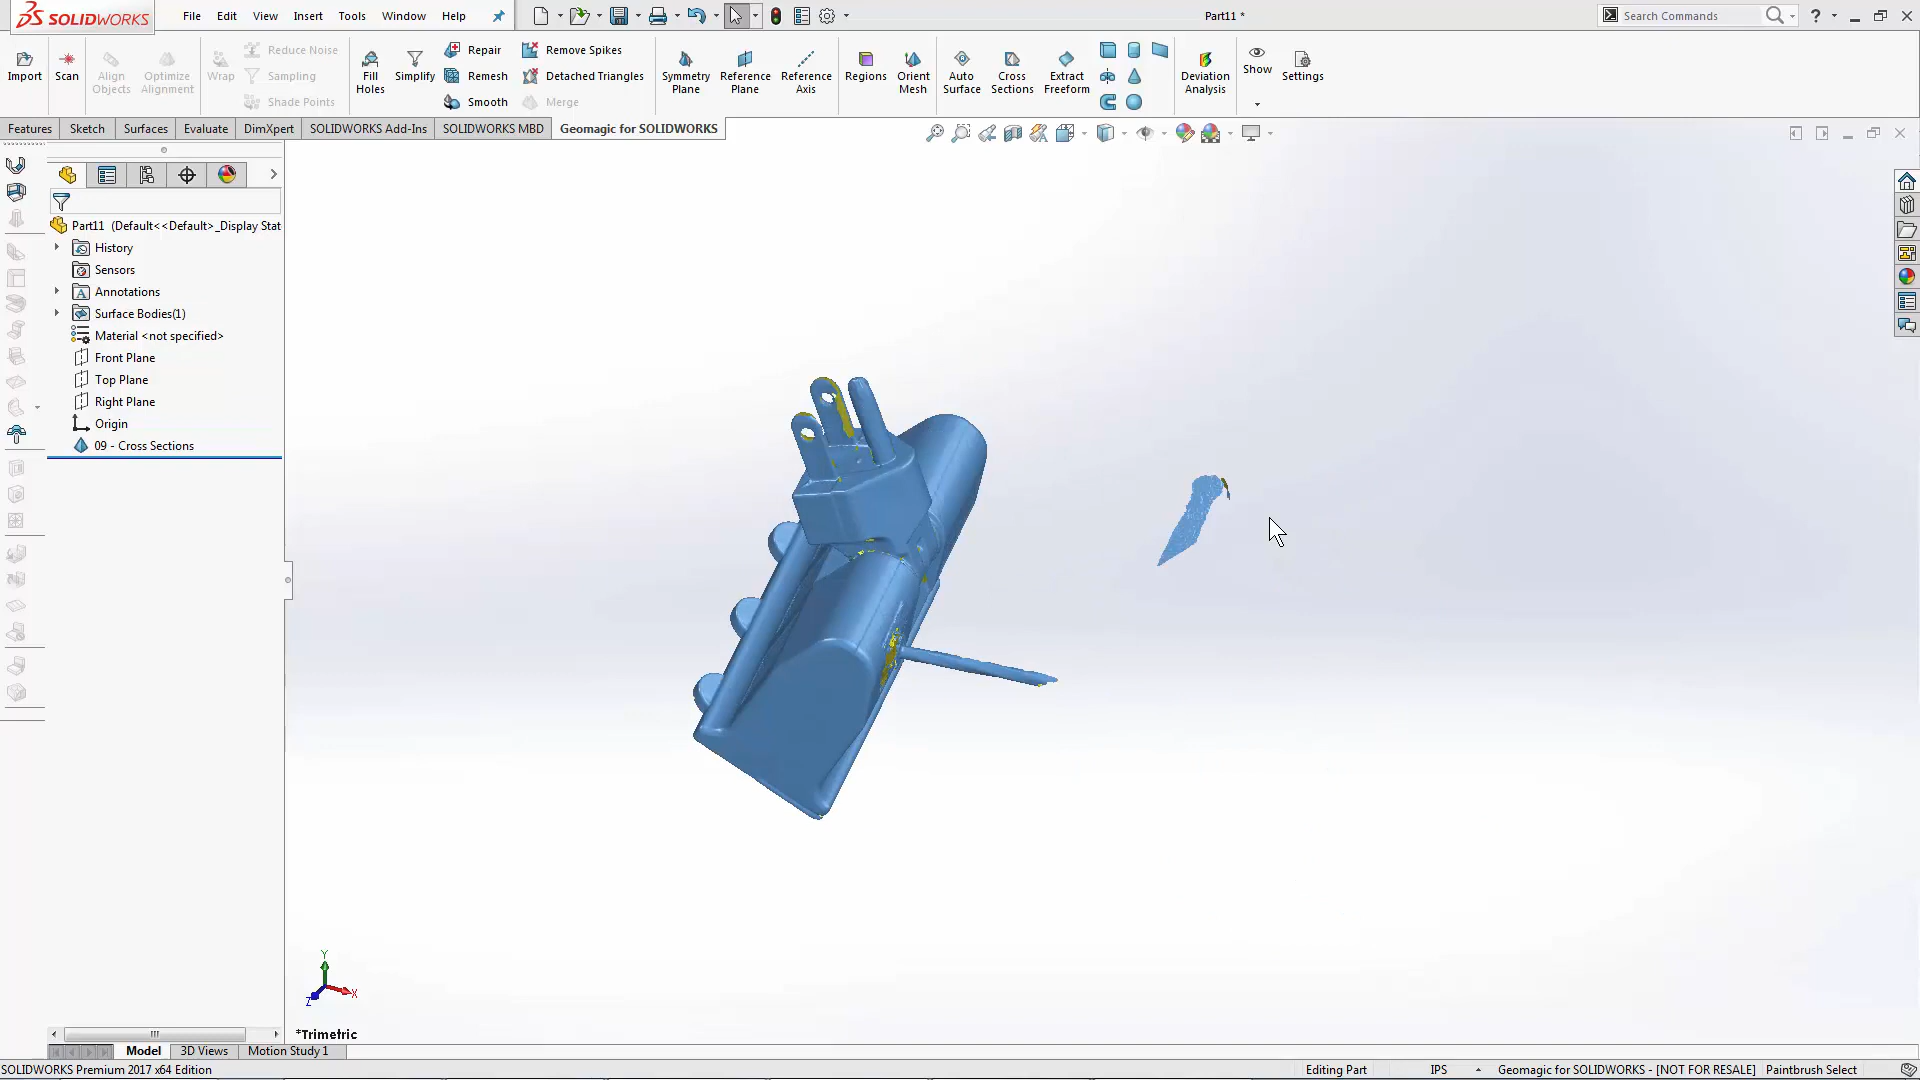 SOLIDWORKS
File Edit View Insert Tools Window Help
Part11 *
Search Commands
Import
Scan
Align Objects
Optimize Alignment
Wrap
Reduce Noise
Sampling
Shade Points
Fill Holes
Simplify
Repair
Remesh
Smooth
Remove Spikes
Detached Triangles
Merge
Symmetry Plane
Reference Plane
Reference Axis
Regions
Orient Mesh
Auto Surface
Cross Sections
Extract Freeform
Deviation Analysis
Show
Settings
Features Sketch Surfaces Evaluate DimXpert SOLIDWORKS Add-Ins SOLIDWORKS MBD Geomagic for SOLIDWORKS
Part11 (Default<<Default>_Display Stat
History
Sensors
Annotations
Surface Bodies(1)
Material <not specified>
Front Plane
Top Plane
Right Plane
Origin
09 - Cross Sections
Y
X
Z
*Trimetric
Model 3D Views Motion Study 1
SOLIDWORKS Premium 2017 x64 Edition
Editing Part
IPS
Geomagic for SOLIDWORKS - [NOT FOR RESALE]
Paintbrush Select